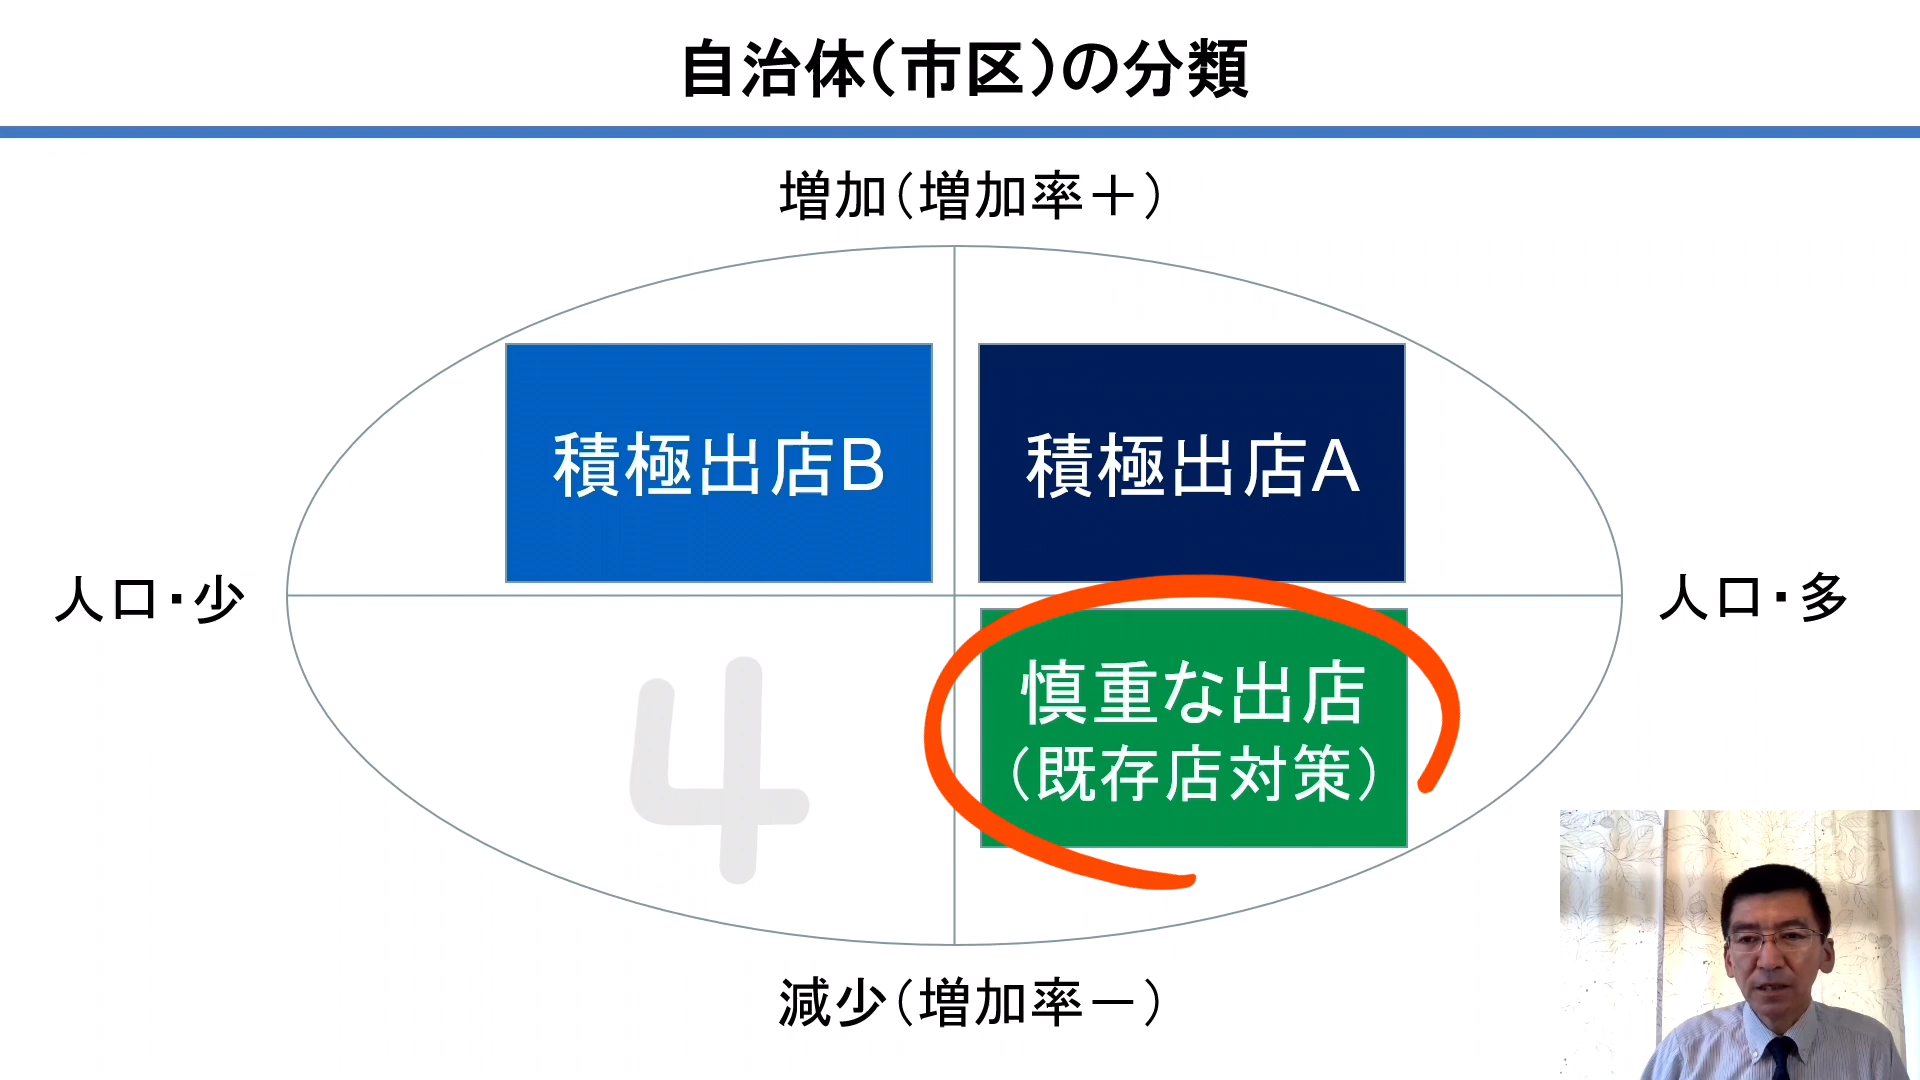 自治体（市区）の分類
増加（増加率＋）
積極出店B
積極出店A
人口・少
人口・多
4
慎重な出店
（既存店対策）
減少（増加率－）